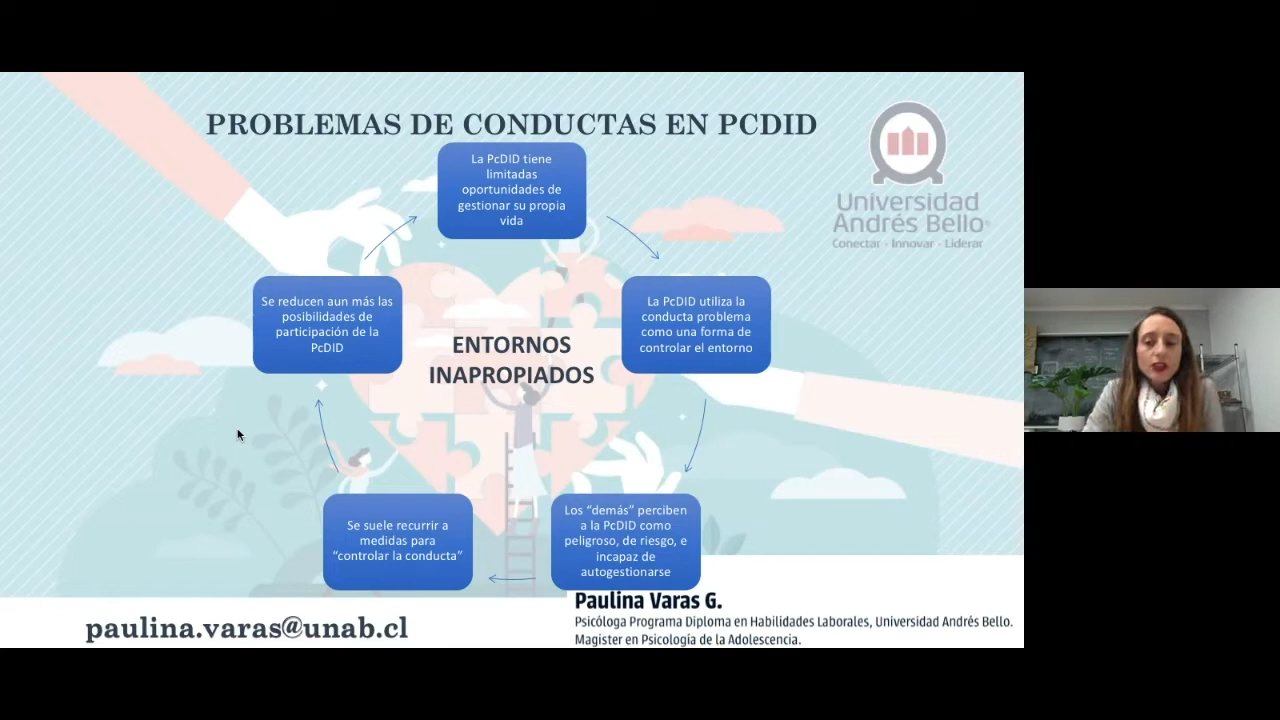 PROBLEMAS DE CONDUCTAS EN PCDID
Universidad
Andrés Bello
Conectar - Innovar - Liderar
La PcDID tiene
limitadas
oportunidades de
gestionar su propia
vida
La PcDID utiliza la
conducta problema
como una forma de
controlar el entorno
Los “demás” perciben
a la PcDID como
peligroso, de riesgo, e
incapaz de
autogestionarse
Se suele recurrir a
medidas para
“controlar la conducta”
Se reducen aun más las
posibilidades de
participación de la
PcDID
ENTORNOS
INAPROPIADOS
paulina.varas@unab.cl
Paulina Varas G.
Psicóloga Programa Diploma en Habilidades Laborales, Universidad Andrés Bello.
Magister en Psicología de la Adolescencia.